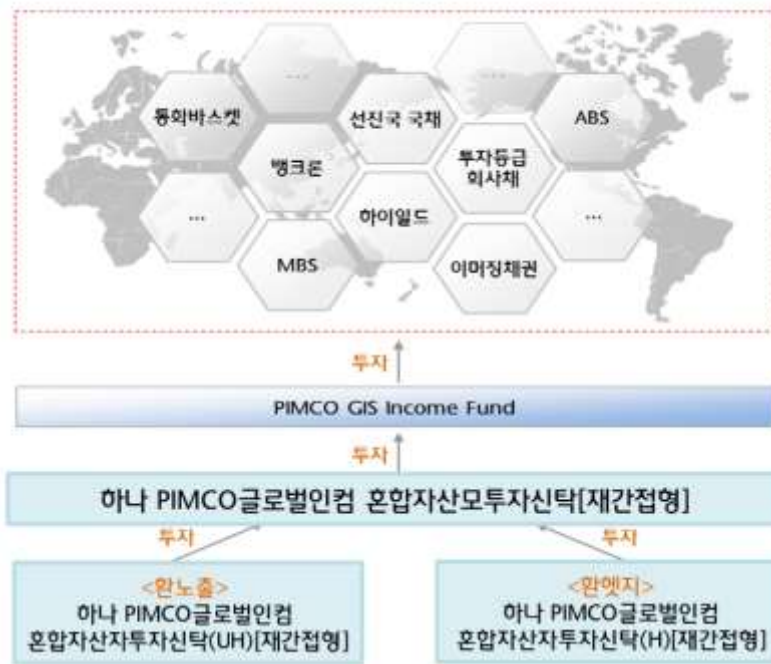 ...
...
통화바스켓
선진국 국채
ABS
뱅크론
투자등급
회사채
...
하이일드
...
MBS
이머징채권
투자
PIMCO GIS Income Fund
투자
하나 PIMCO글로벌인컴 혼합자산모투자신탁[재간접형]
투자
투자
<환노출>
하나 PIMCO글로벌인컴
혼합자산자투자신탁(UH)[재간접형]
<환헷지>
하나 PIMCO글로벌인컴
혼합자산자투자신탁(H)[재간접형]